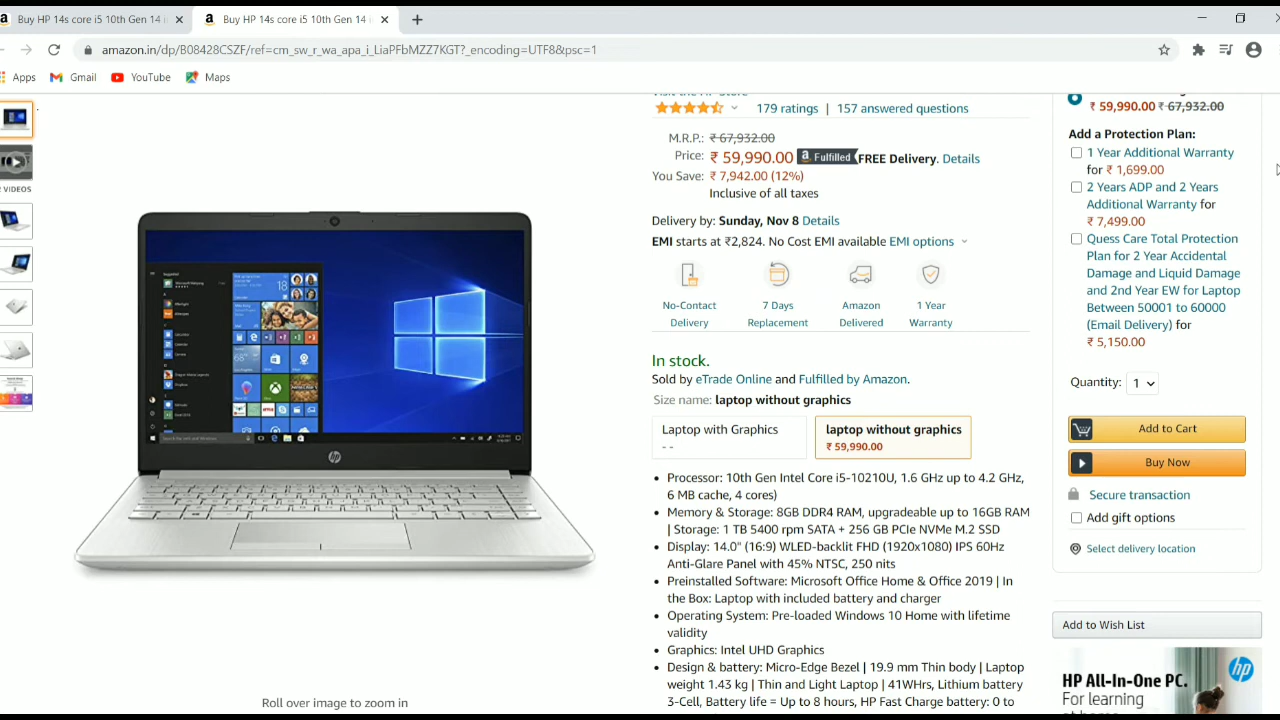 Buy HP 14s core i5 10th Gen 14
Buy HP 14s core i5 10th Gen 14
amazon.in/dp/B08428CSZF/ref=cm_sw_r_wa_apa_i_LiaPFbMZZ7KGT?_encoding=UTF8&psc=1
Apps Gmail YouTube Maps
VIDEOS
hp
Roll over image to zoom in
179 ratings | 157 answered questions
M.R.P.: ₹ 67,932.00
Price: ₹ 59,990.00 Fulfilled FREE Delivery. Details
You Save: ₹ 7,942.00 (12%)
Inclusive of all taxes
Delivery by: Sunday, Nov 8 Details
EMI starts at ₹2,824. No Cost EMI available EMI options
No-Contact Delivery
7 Days Replacement
Amazon Delivered
1 Year Warranty
In stock.
Sold by eTrade Online and Fulfilled by Amazon.
Size name: laptop without graphics
Laptop with Graphics
- -
laptop without graphics
₹ 59,990.00
Processor: 10th Gen Intel Core i5-10210U, 1.6 GHz up to 4.2 GHz,
6 MB cache, 4 cores)
Memory & Storage: 8GB DDR4 RAM, upgradeable up to 16GB RAM
| Storage: 1 TB 5400 rpm SATA + 256 GB PCIe NVMe M.2 SSD
Display: 14.0" (16:9) WLED-backlit FHD (1920x1080) IPS 60Hz
Anti-Glare Panel with 45% NTSC, 250 nits
Preinstalled Software: Microsoft Office Home & Office 2019 | In
the Box: Laptop with included battery and charger
Operating System: Pre-loaded Windows 10 Home with lifetime
validity
Graphics: Intel UHD Graphics
Design & battery: Micro-Edge Bezel | 19.9 mm Thin body | Laptop
weight 1.43 kg | Thin and Light Laptop | 41WHrs, Lithium battery
3-Cell, Battery life = Up to 8 hours, HP Fast Charge battery: 0 to
₹ 59,990.00 ₹ 67,932.00
Add a Protection Plan:
1 Year Additional Warranty
for ₹ 1,699.00
2 Years ADP and 2 Years
Additional Warranty for
₹ 7,499.00
Quess Care Total Protection
Plan for 2 Year Accidental
Damage and Liquid Damage
and 2nd Year EW for Laptop
Between 50001 to 60000
(Email Delivery) for
₹ 5,150.00
Quantity: 1
Add to Cart
Buy Now
Secure transaction
Add gift options
Select delivery location
Add to Wish List
HP All-In-One PC.
For learning
hp